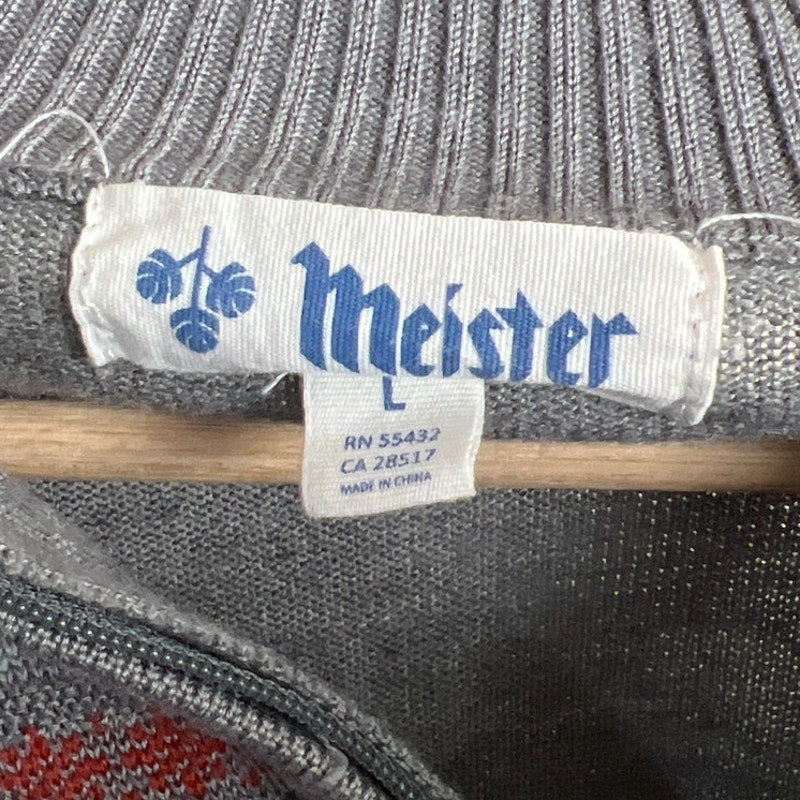 Meister
L
RN 55432
CA 28517
MADE IN CHINA